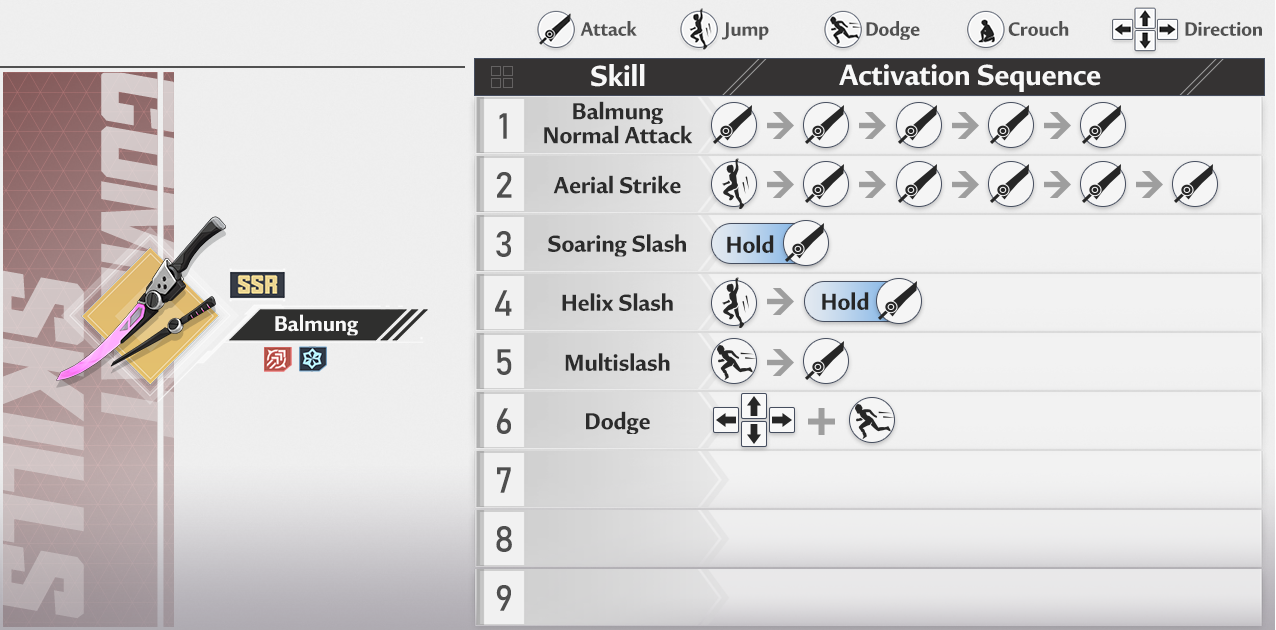 Attack
Jump
Dodge
Crouch
Direction
Skill
Activation Sequence
1
Balmung
Normal Attack
2
Aerial Strike
3
Soaring Slash
Hold
4
Helix Slash
Hold
5
Multislash
6
Dodge
7
8
9
SSR
Balmung
SKILLS